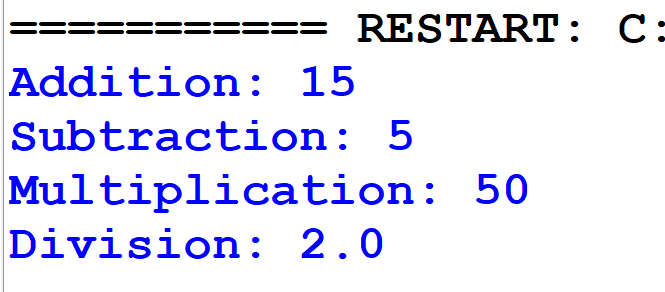 =========== RESTART: C:
Addition: 15
Subtraction: 5
Multiplication: 50
Division: 2.0